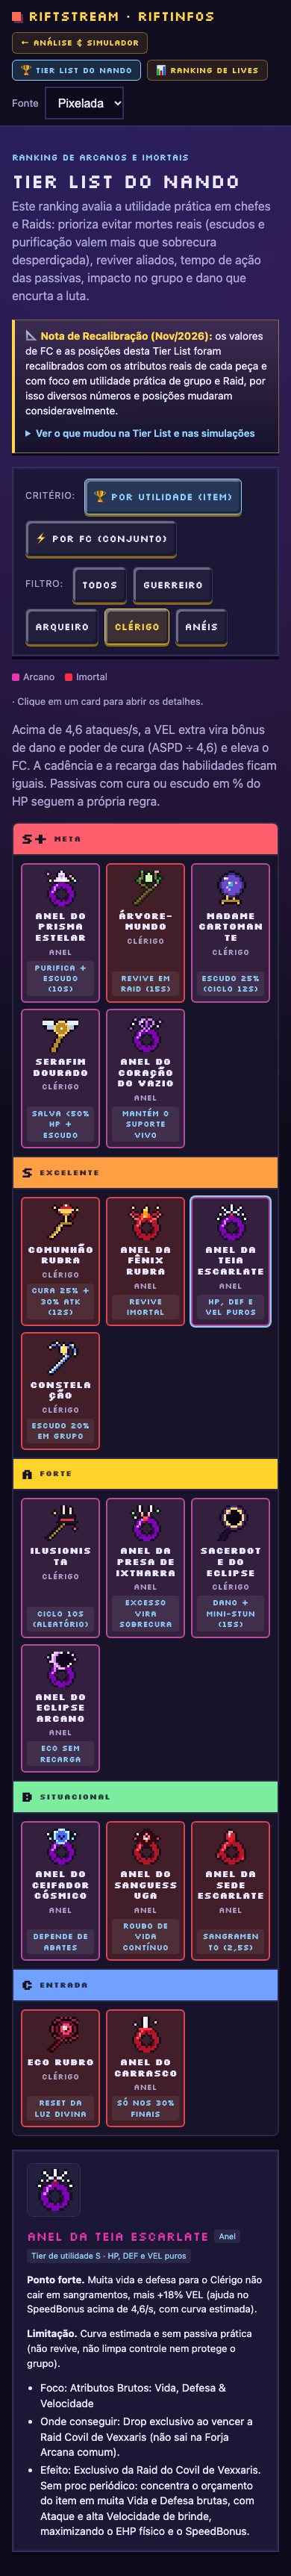 RIFTSTREAM · RIFTINFOS
← ANÁLISE & SIMULADOR
🏆 TIER LIST DO NANDO
📊 RANKING DE LIVES
Fonte
Pixelada
RANKING DE ARCANOS E IMORTAIS
TIER LIST DO NANDO
Este ranking avalia a utilidade prática em chefes
e Raids: prioriza evitar mortes reais (escudos e
purificação valem mais que sobrecura
desperdiçada), reviver aliados, tempo de ação
das passivas, impacto no grupo e dano que
encurta a luta.
📐 Nota de Recalibração (Nov/2026): os valores
de FC e as posições desta Tier List foram
recalibrados com os atributos reais de cada peça e
com foco em utilidade prática de grupo e Raid, por
isso diversos números e posições mudaram
consideravelmente.
▶ Ver o que mudou na Tier List e nas simulações
CRITÉRIO:
🏆 POR UTILIDADE (ITEM)
⚡ POR FC (CONJUNTO)
FILTRO:
TODOS
GUERREIRO
ARQUEIRO
CLÉRIGO
ANÉIS
Arcano
Imortal
· Clique em um card para abrir os detalhes.
Acima de 4,6 ataques/s, a VEL extra vira bônus
de dano e poder de cura (ASPD ÷ 4,6) e eleva o
FC. A cadência e a recarga das habilidades ficam
iguais. Passivas com cura ou escudo em % do
HP seguem a própria regra.
S+ META
ANEL DO
PRISMA
ESTELAR
ANEL
PURIFICA +
ESCUDO
(10S)
ÁRVORE-
MUNDO
CLÉRIGO
REVIVE EM
RAID (15S)
MADAME
CARTOMAN
TE
CLÉRIGO
ESCUDO 25%
(CICLO 12S)
SERAFIM
DOURADO
CLÉRIGO
SALVA (50%
HP +
ESCUDO
ANEL DO
CORAÇÃO
DO VAZIO
ANEL
MANTÉM O
SUPORTE
VIVO
S EXCELENTE
COMUNHÃO
RUBRA
CLÉRIGO
CURA 25% +
30% ATK
(12S)
ANEL DA
FÊNIX
RUBRA
ANEL
REVIVE
IMORTAL
ANEL DA
TEIA
ESCARLATE
ANEL
HP, DEF E
VEL PUROS
CONSTELA
ÇÃO
CLÉRIGO
ESCUDO 20%
EM GRUPO
A FORTE
ILUSIONIS
TA
CLÉRIGO
CICLO 10S
(ALEATÓRIO)
ANEL DA
PRESA DE
IXTHARRA
ANEL
EXCESSO
VIRA
SOBRECURA
SACERDOT
E DO
ECLIPSE
CLÉRIGO
DANO +
MINI-STUN
(15S)
ANEL DO
ECLIPSE
ARCANO
ANEL
ECO SEM
RECARGA
B SITUACIONAL
ANEL DO
CEIFADOR
CÓSMICO
ANEL
DEPENDE DE
ABATES
ANEL DO
SANGUESS
UGA
ANEL
ROUBO DE
VIDA
CONTÍNUO
ANEL DA
SEDE
ESCARLATE
ANEL
SANGRAMEN
TO (2,5S)
C ENTRADA
ECO RUBRO
CLÉRIGO
RESET DA
LUZ DIVINA
ANEL DO
CARRASCO
ANEL
SÓ NOS 30%
FINAIS
ANEL DA TEIA ESCARLATE Anel
Tier de utilidade S · HP, DEF e VEL puros
Ponto forte. Muita vida e defesa para o Clérigo não
cair em sangramentos, mais +18% VEL (ajuda no
SpeedBonus acima de 4,6/s, com curva estimada).
Limitação. Curva estimada e sem passiva prática
(não revive, não limpa controle nem protege o
grupo).
• Foco: Atributos Brutos: Vida, Defesa &
Velocidade
• Onde conseguir: Drop exclusivo ao vencer a
Raid Covil de Vexxaris (não sai na Forja
Arcana comum).
• Efeito: Exclusivo da Raid do Covil de Vexxaris.
Sem proc periódico: concentra o orçamento
do item em muita Vida e Defesa brutas, com
Ataque e alta Velocidade de brinde,
maximizando o EHP físico e o SpeedBonus.